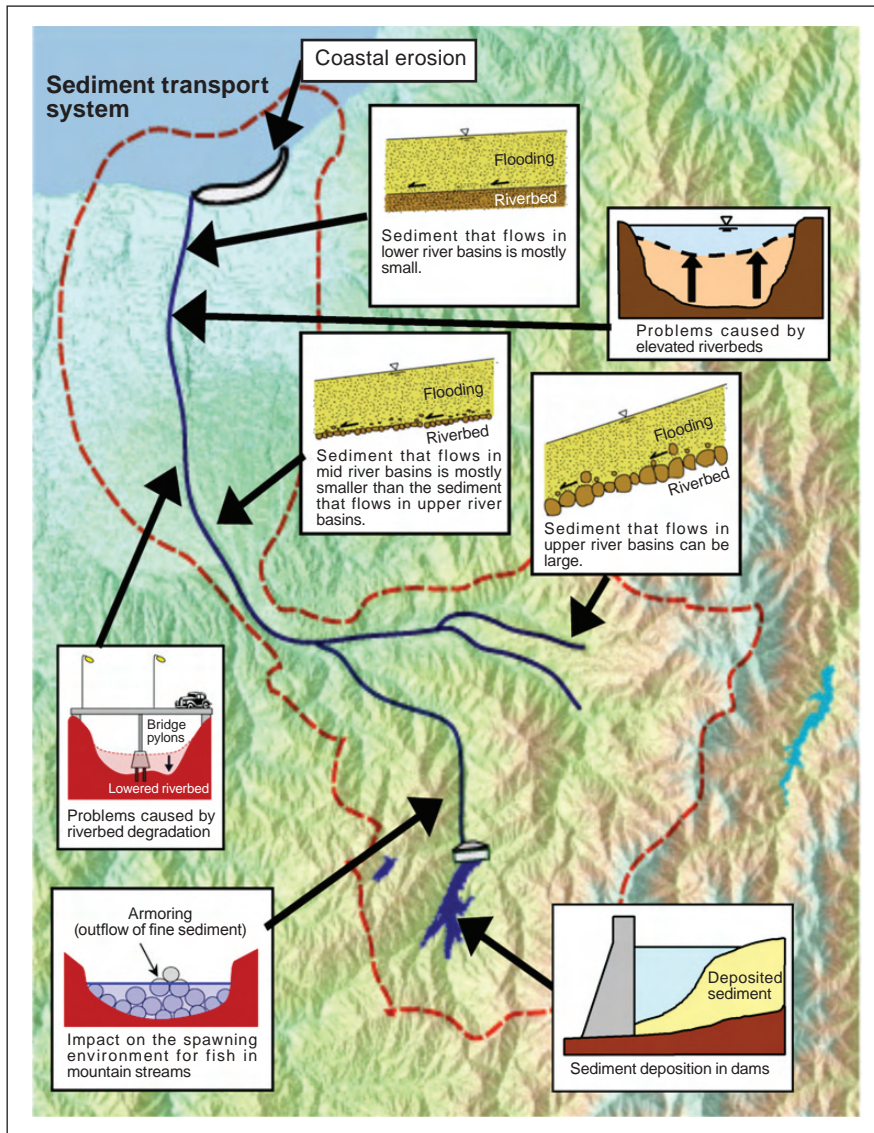 Coastal erosion
Sediment transport
system
Flooding
Riverbed
Sediment that flows in
lower river basins is mostly
small.
Problems caused by
elevated riverbeds
Flooding
Riverbed
Sediment that flows in
mid river basins is mostly
smaller than the sediment
that flows in upper river
basins.
Flooding
Riverbed
Sediment that flows in
upper river basins can be
large.
Bridge
pylons
Lowered riverbed
Problems caused by
riverbed degradation
Armoring
(outflow of fine sediment)
Impact on the spawning
environment for fish in
mountain streams
Deposited
sediment
Sediment deposition in dams